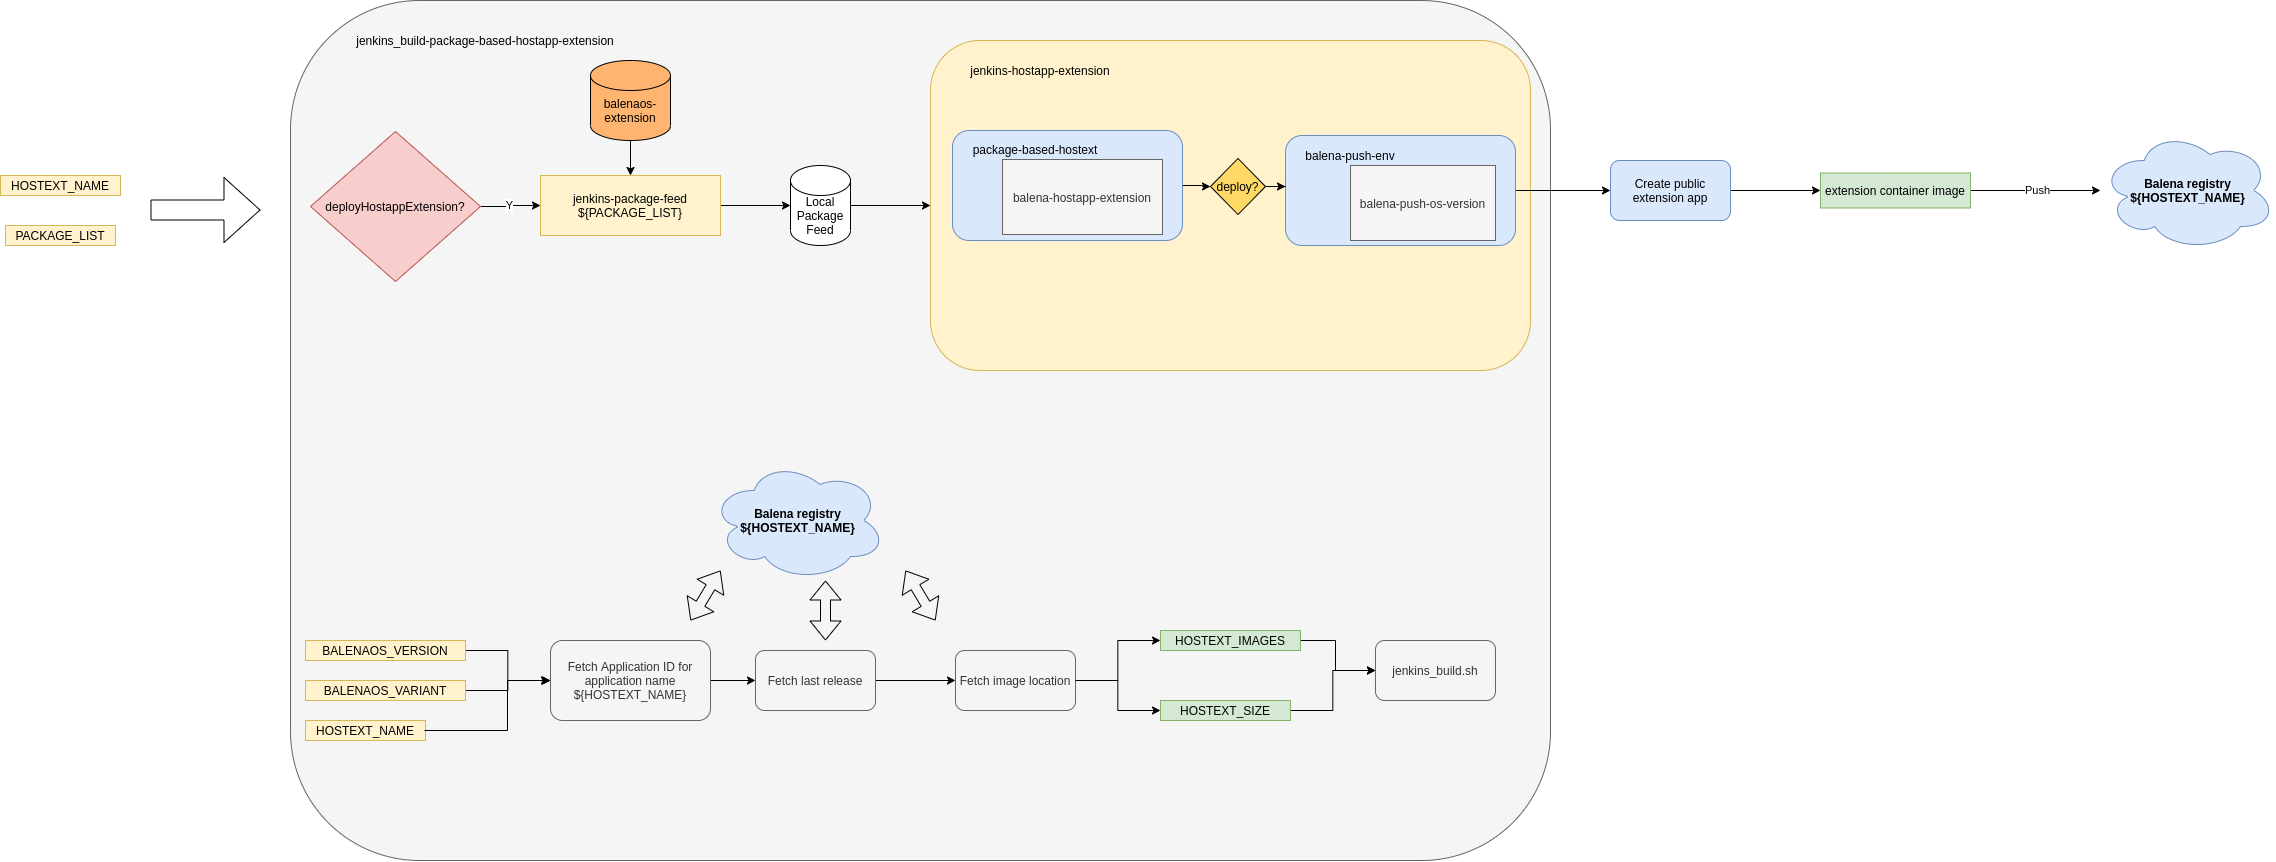 jenkins_build-package-based-hostapp-extension
jenkins-hostapp-extension
balenaos-
extension
HOSTEXT_NAME
PACKAGE_LIST
deployHostappExtension?
Y
jenkins-package-feed
${PACKAGE_LIST}
Local
Package
Feed
package-based-hostext
balena-hostapp-extension
deploy?
balena-push-env
balena-push-os-version
Create public
extension app
extension container image
Push
Balena registry
${HOSTEXT_NAME}
Balena registry
${HOSTEXT_NAME}
BALENAOS_VERSION
BALENAOS_VARIANT
HOSTEXT_NAME
Fetch Application ID for
application name
${HOSTEXT_NAME}
Fetch last release
Fetch image location
HOSTEXT_IMAGES
HOSTEXT_SIZE
jenkins_build.sh